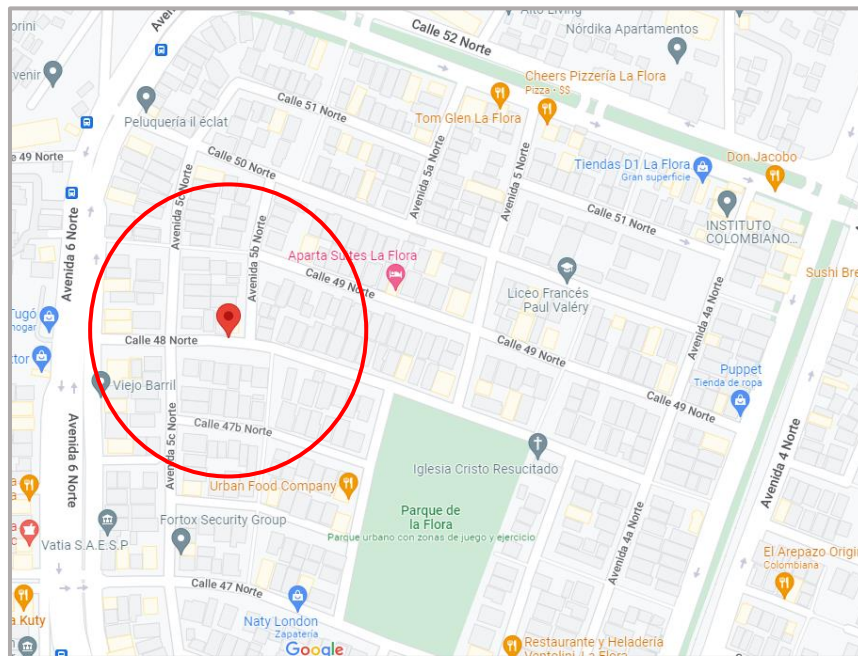 Alto Living
Nórdika Apartamentos
Calle 52 Norte
Cheers Pizzería La Flora
Pizza · $$
Tom Glen La Flora
Calle 51 Norte
Peluquería il éclat
Tiendas D1 La Flora
Gran superficie
Don Jacobo
Calle 50 Norte
Avenida 5a Norte
Avenida 5 Norte
INSTITUTO
COLOMBIANO...
Calle 51 Norte
Avenida 5c Norte
Avenida 5b Norte
Avenida 6 Norte
Aparta Suites La Flora
Calle 49 Norte
Liceo Francés
Paul Valéry
Avenida 4a Norte
Sushi Bre
Tugó
Calle 48 Norte
Calle 49 Norte
Puppet
Tienda de ropa
Viejo Barril
Calle 49 Norte
Calle 47b Norte
Avenida 5c Norte
Avenida 6 Norte
Iglesia Cristo Resucitado
Avenida 4 Norte
Urban Food Company
Parque de
la Flora
Parque urbano con zonas de juego y ejercicio
Fortox Security Group
Vatia S.A.E.S.P
Avenida 4a Norte
El Arepazo Origin
Colombiana
Calle 47 Norte
Naty London
Zapatería
Kuty
Google
Restaurante y Heladería
Ventolini La Flora